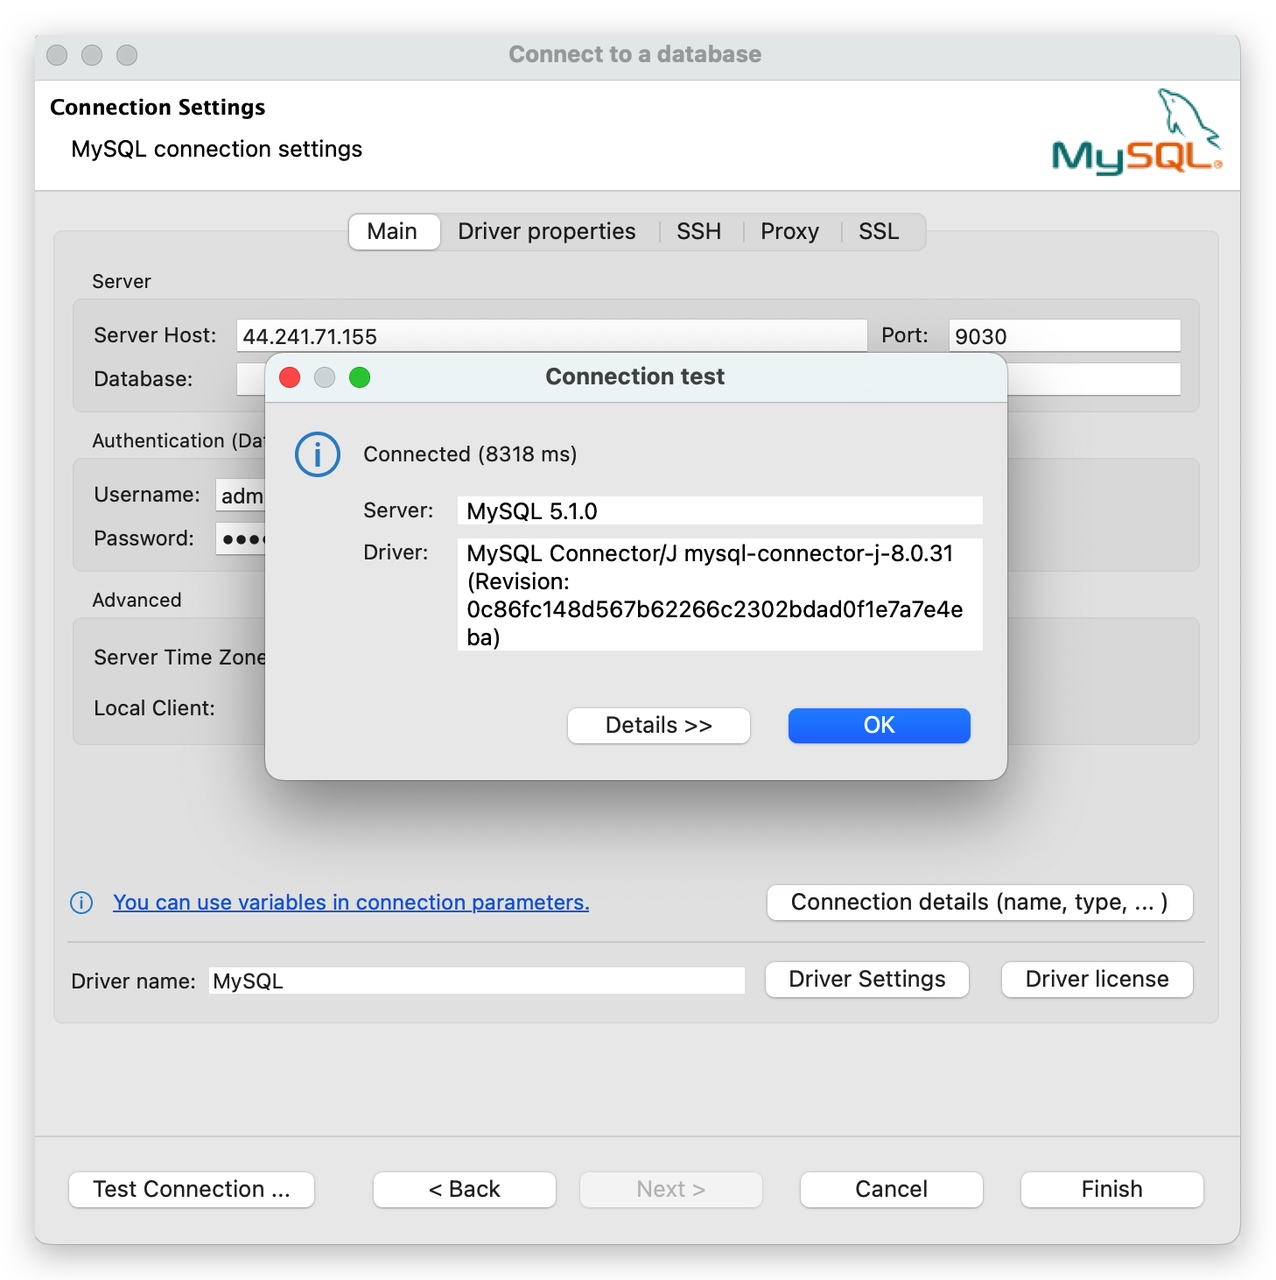 Connect to a database
Connection Settings
MySQL connection settings
MySQL®
Main Driver properties SSH Proxy SSL
Server
Server Host: 44.241.71.155 Port: 9030
Database:
Connection test
Connected (8318 ms)
Server: MySQL 5.1.0
Driver: MySQL Connector/J mysql-connector-j-8.0.31
(Revision:
0c86fc148d567b62266c2302bdad0f1e7a7e4e
ba)
Details >> OK
Authentication (Da
Username: adm
Password: ••••
Advanced
Server Time Zone
Local Client:
You can use variables in connection parameters.
Connection details (name, type, ... )
Driver name: MySQL Driver Settings Driver license
Test Connection ... < Back Next > Cancel Finish